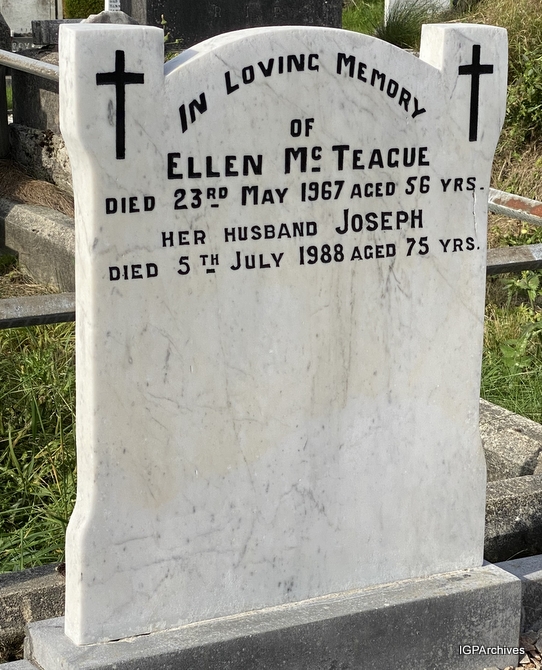 IN LOVING MEMORY
OF
ELLEN Mc TEAGUE
DIED 23RD MAY 1967 AGED 56 YRS.
HER HUSBAND JOSEPH
DIED 5TH JULY 1988 AGED 75 YRS.
IGPArchives